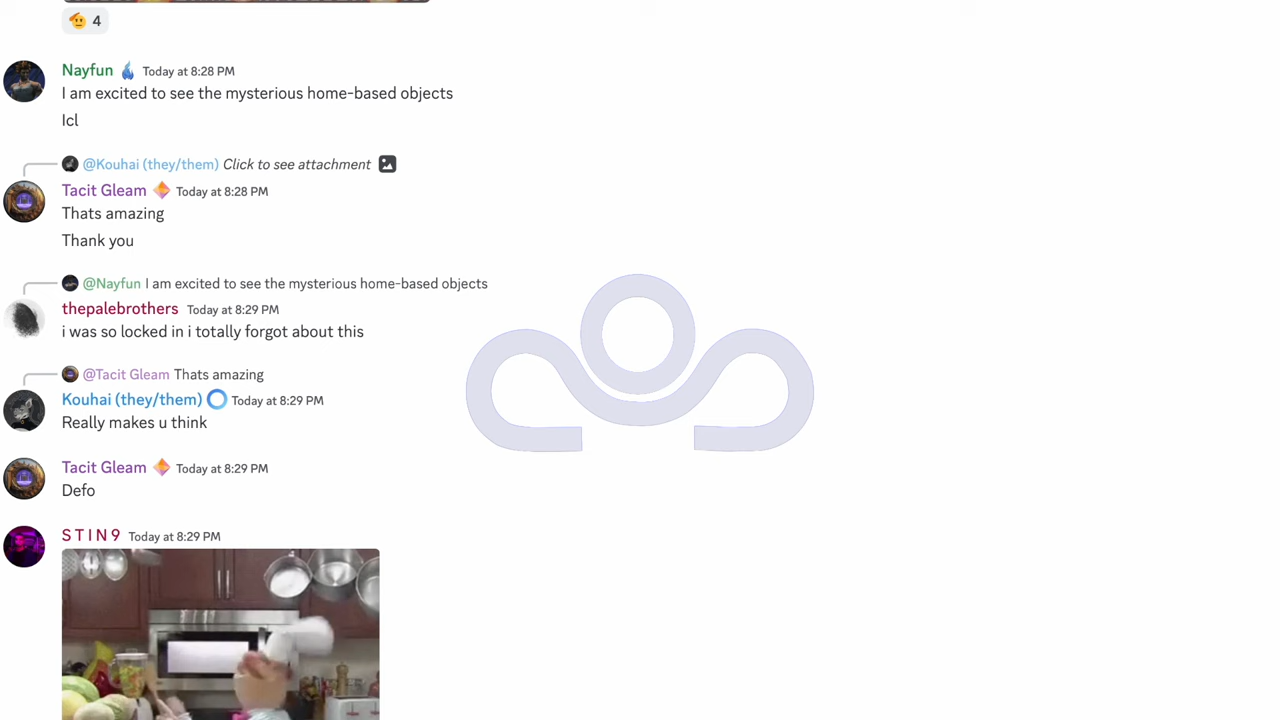 4
Nayfun Today at 8:28 PM
I am excited to see the mysterious home-based objects
Icl
@Kouhai (they/them) Click to see attachment
Tacit Gleam Today at 8:28 PM
Thats amazing
Thank you
@Nayfun I am excited to see the mysterious home-based objects
thepalebrothers Today at 8:29 PM
i was so locked in i totally forgot about this
@Tacit Gleam Thats amazing
Kouhai (they/them) Today at 8:29 PM
Really makes u think
Tacit Gleam Today at 8:29 PM
Defo
S T I N 9 Today at 8:29 PM